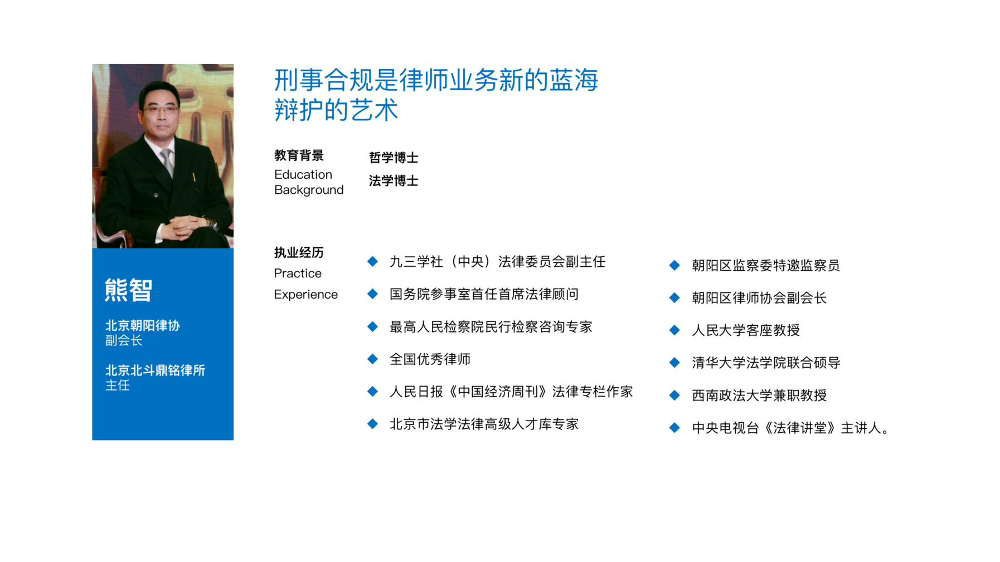 刑事合规是律师业务新的蓝海
辩护的艺术
教育背景
Education
Background
哲学博士
法学博士
熊智
北京朝阳律协
副会长
北京北斗鼎铭律所
主任
执业经历
Practice
Experience
九三学社（中央）法律委员会副主任
国务院参事室首任首席法律顾问
最高人民检察院民行检察咨询专家
全国优秀律师
人民日报《中国经济周刊》法律专栏作家
北京市法学法律高级人才库专家
朝阳区监察委特邀监察员
朝阳区律师协会副会长
人民大学客座教授
清华大学法学院联合硕导
西南政法大学兼职教授
中央电视台《法律讲堂》主讲人。